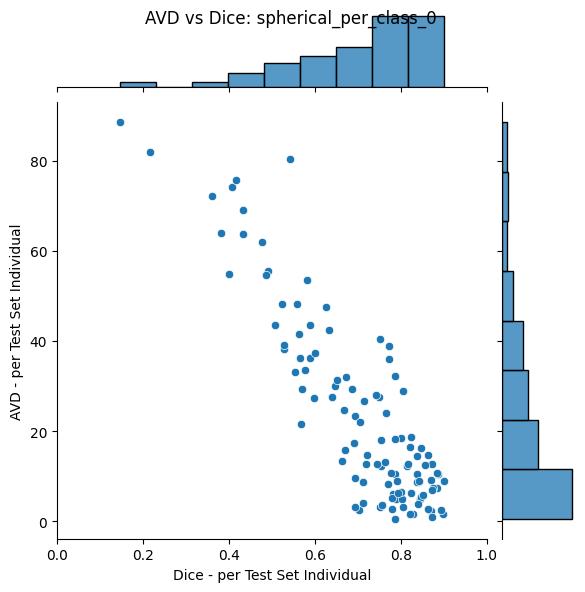 AVD vs Dice: spherical_per_class_0
80
60
40
20
0
AVD - per Test Set Individual
0.0 0.2 0.4 0.6 0.8 1.0
Dice - per Test Set Individual